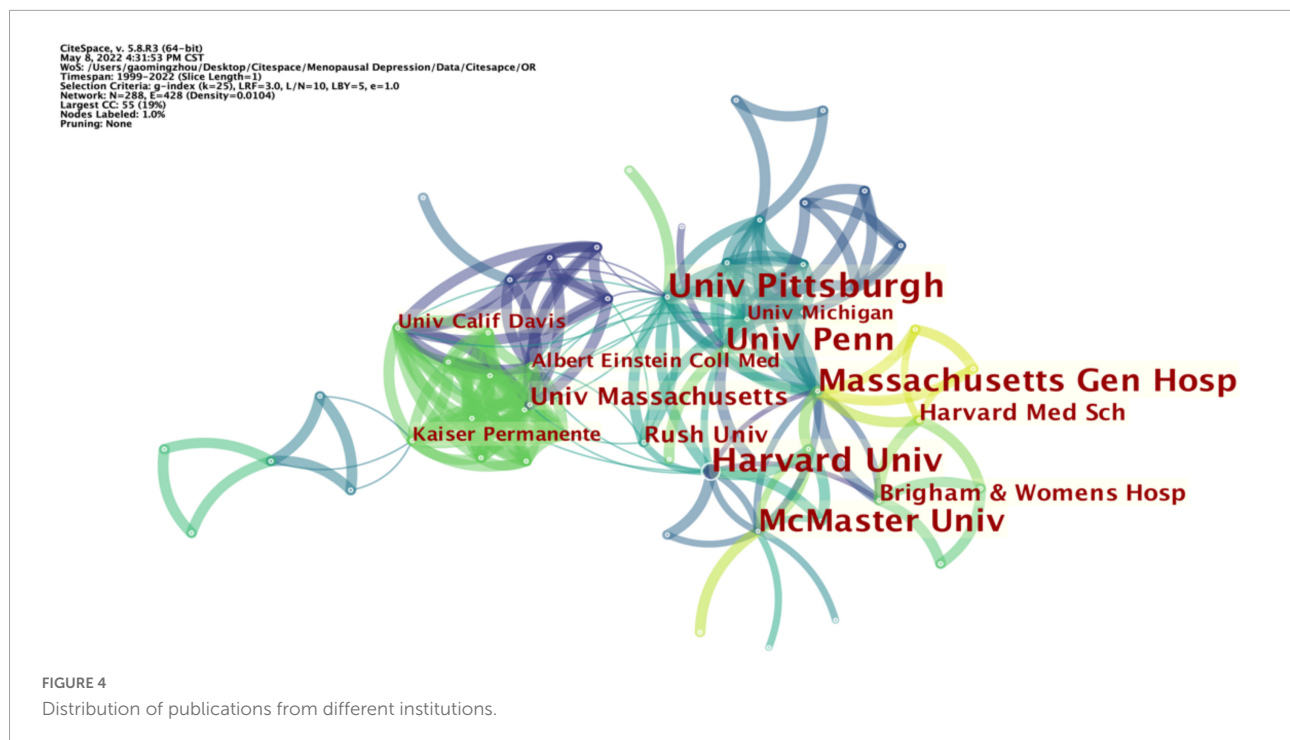 CiteSpace, v. 5.8.R3 (64-bit)
May 8, 2022 4:31:53 PM CST
WoS: /Users/gaomingzhou/Desktop/Citespace/Menopausal Depression/Data/Citesapce/OR
Timespan: 1999-2022 (Slice Length=1)
Selection Criteria: g-index (k=25), LRF=3.0, L/N=10, LBY=5, e=1.0
Network: N=288, E=428 (Density=0.0104)
Largest CC: 55 (19%)
Nodes Labeled: 1.0%
Pruning: None
Univ Pittsburgh
Univ Michigan
Univ Calif Davis
Univ Penn
Albert Einstein Coll Med
Massachusetts Gen Hosp
Univ Massachusetts
Harvard Med Sch
Kaiser Permanente
Rush Univ
Harvard Univ
Brigham & Womens Hosp
McMaster Univ
FIGURE 4
Distribution of publications from different institutions.